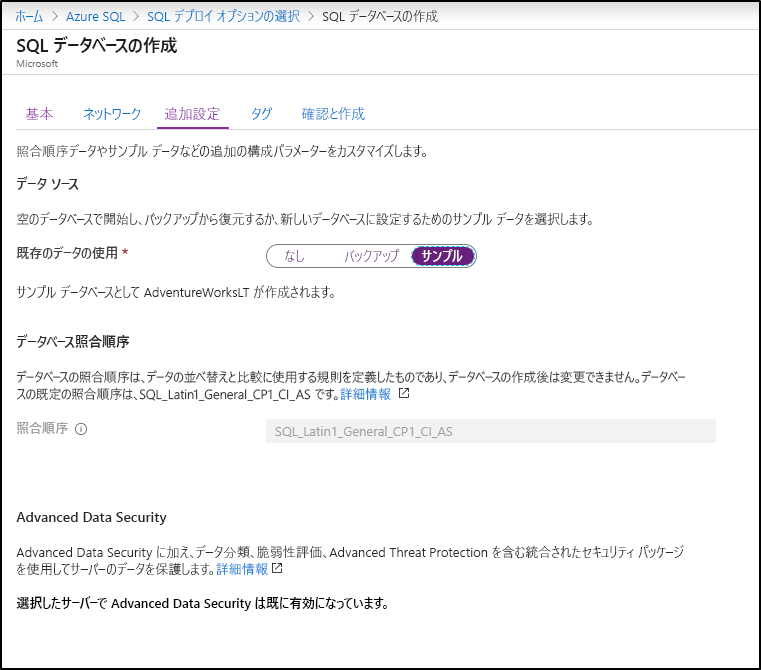 ホーム > Azure SQL > SQL デプロイ オプションの選択 > SQL データベースの作成
SQL データベースの作成
Microsoft
基本 ネットワーク 追加設定 タグ 確認と作成
照合順序データやサンプル データなどの追加の構成パラメーターをカスタマイズします。
データ ソース
空のデータベースで開始し、バックアップから復元するか、新しいデータベースに設定するためのサンプル データを選択します。
既存のデータの使用 * なし バックアップ サンプル
サンプル データベースとして AdventureWorksLT が作成されます。
データベース照合順序
データベースの照合順序は、データの並べ替えと比較に使用する規則を定義したものであり、データベースの作成後は変更できません。データベー
スの既定の照合順序は、SQL_Latin1_General_CP1_CI_AS です。詳細情報
照合順序 SQL_Latin1_General_CP1_CI_AS
Advanced Data Security
Advanced Data Security に加え、データ分類、脆弱性評価、Advanced Threat Protection を含む統合されたセキュリティ パッケージ
を使用してサーバーのデータを保護します。詳細情報
選択したサーバーで Advanced Data Security は既に有効になっています。